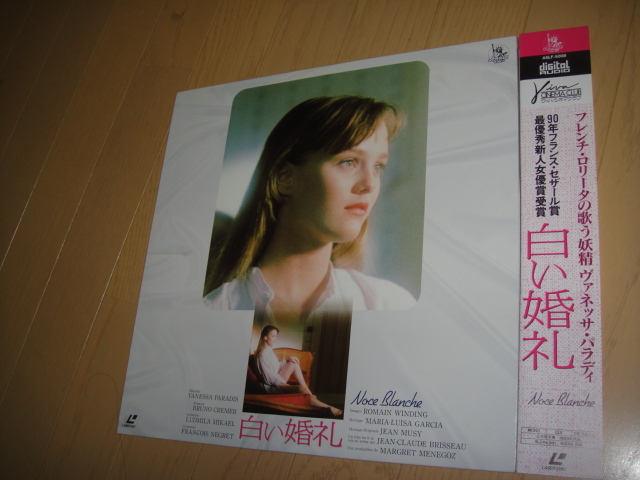 VANESSA PARADIS
BRUNO CREMER
LUDMILA MIKAEL
FRANÇOIS NEGRET
白い婚礼
Noce Blanche
ROMAIN WINDING
MARIA-LUISA GARCIA
JEAN MUSY
JEAN-CLAUDE BRISSEAU
MARGRET MENEGOZ
digital
AUDIO
Viva
CINEMA CLUB
90年フランス・セザール賞
最優秀新人女優賞受賞
フレンチ・ロリータの歌う妖精 ヴァネッサ・パラディ
白い婚礼
Noce Blanche